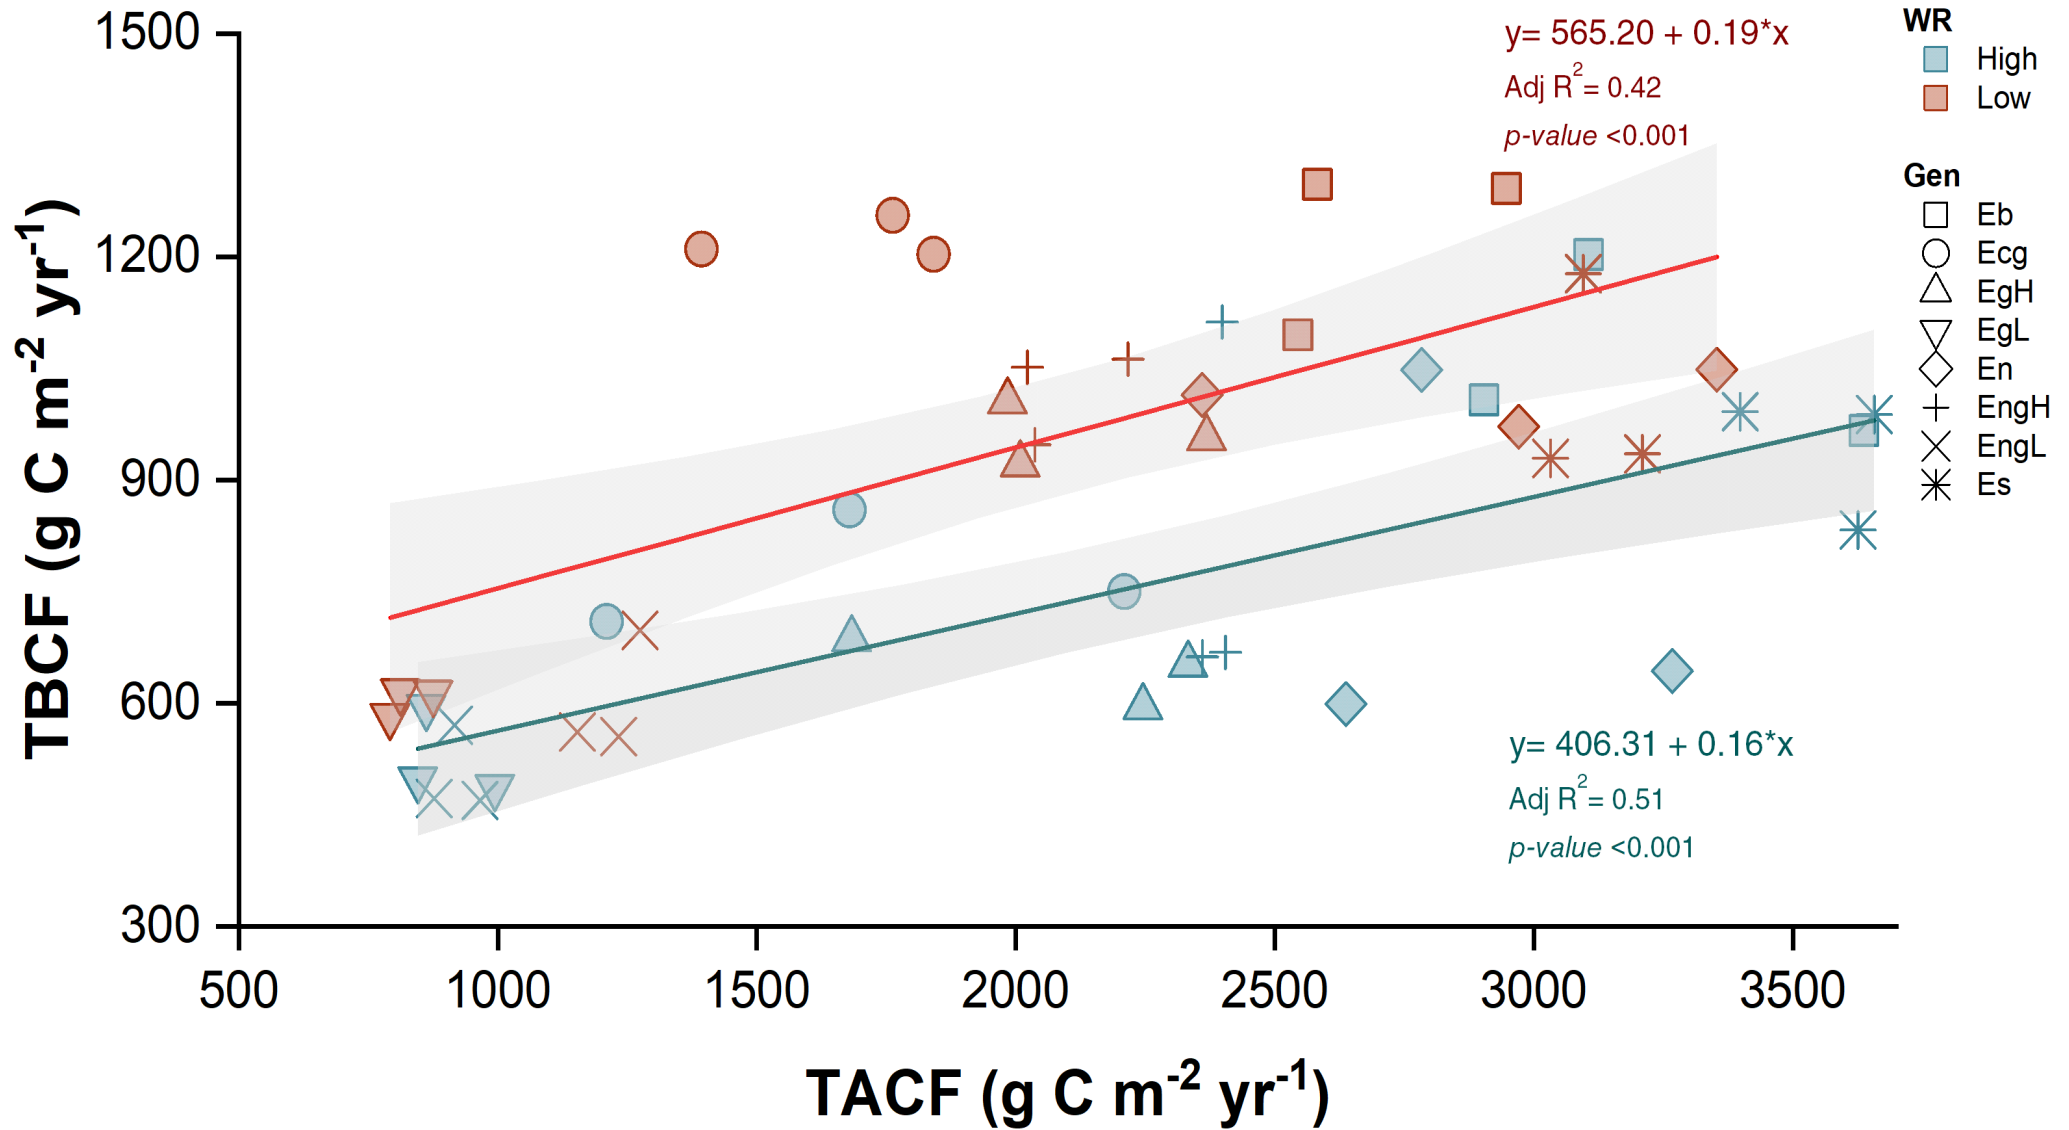 1500
1200
900
600
300
TBCF (g C m-2 yr-1)
500
1000
1500
2000
2500
3000
3500
TACF (g C m-2 yr-1)
y= 565.20 + 0.19*x
Adj R2= 0.42
p-value <0.001
y= 406.31 + 0.16*x
Adj R2= 0.51
p-value <0.001
WR
High
Low
Gen
Eb
Ecg
EgH
EgL
En
EngH
EngL
Es